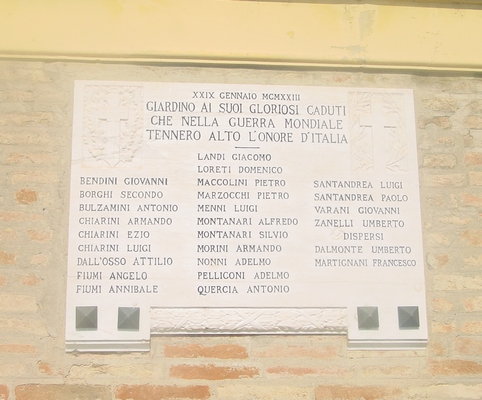 XXIX GENNAIO MCMXXIII
GIARDINO AI SUOI GLORIOSI CADUTI
CHE NELLA GUERRA MONDIALE
TENNERO ALTO L'ONORE D'ITALIA
BENDINI GIOVANNI
BORGHI SECONDO
BULZAMINI ANTONIO
CHIARINI ARMANDO
CHIARINI EZIO
CHIARINI LUIGI
DALL'OSSO ATTILIO
FIUMI ANGELO
FIUMI ANNIBALE
LANDI GIACOMO
LORETI DOMENICO
MACCOLINI PIETRO
MARZOCCHI PIETRO
MENNI LUIGI
MONTANARI ALFREDO
MONTANARI SILVIO
MORINI ARMANDO
NONNI ADELMO
PELLICONI ADELMO
QUERCIA ANTONIO
SANTANDREA LUIGI
SANTANDREA PAOLO
VARANI GIOVANNI
ZANELLI UMBERTO
DISPERSI
DALMONTE UMBERTO
MARTIGNANI FRANCESCO